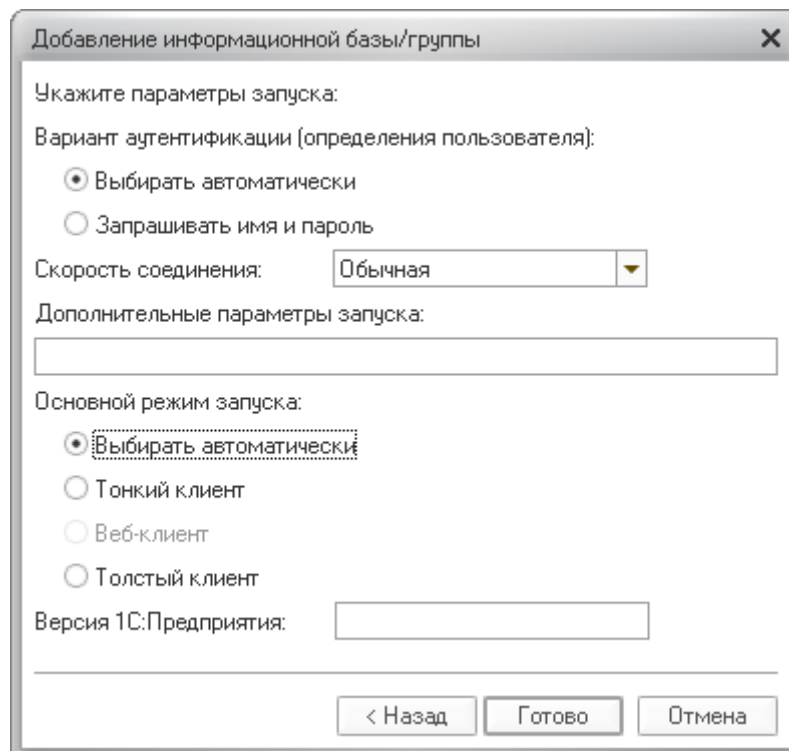 Добавление информационной базы/группы
Укажите параметры запуска:
Вариант аутентификации (определения пользователя):
Выбирать автоматически
Запрашивать имя и пароль
Скорость соединения: Обычная
Дополнительные параметры запуска:
Основной режим запуска:
Выбирать автоматически
Тонкий клиент
Веб-клиент
Толстый клиент
Версия 1С:Предприятия:
< Назад Готово Отмена